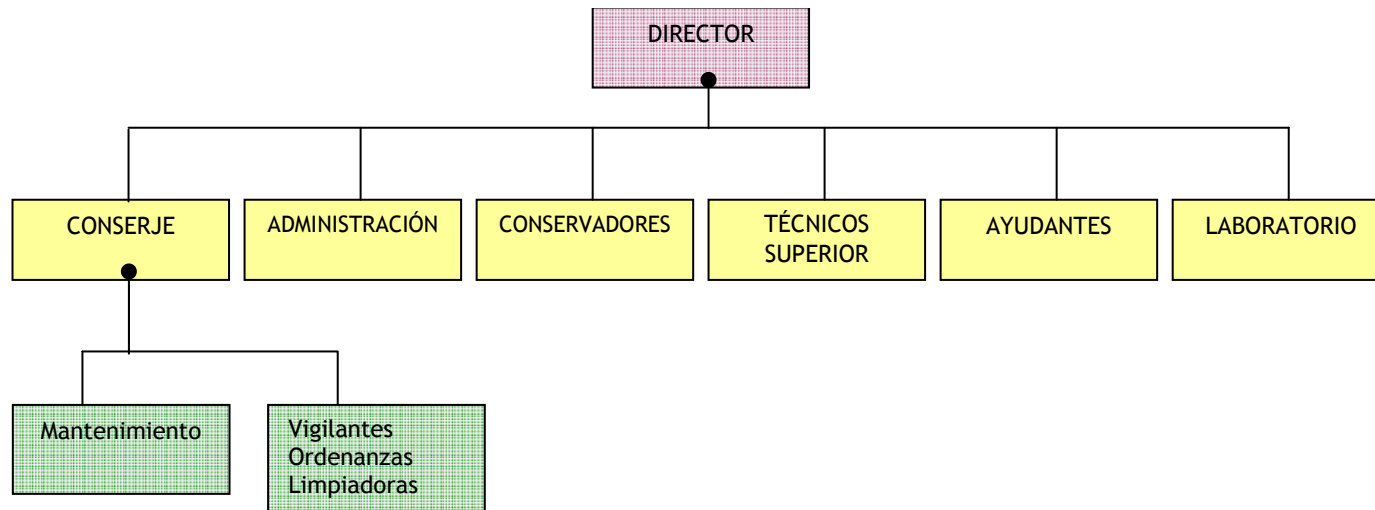 DIRECTOR
CONSERJE
ADMINISTRACIÓN
CONSERVADORES
TÉCNICOS
SUPERIOR
AYUDANTES
LABORATORIO
Mantenimiento
Vigilantes
Ordenanzas
Limpiadoras